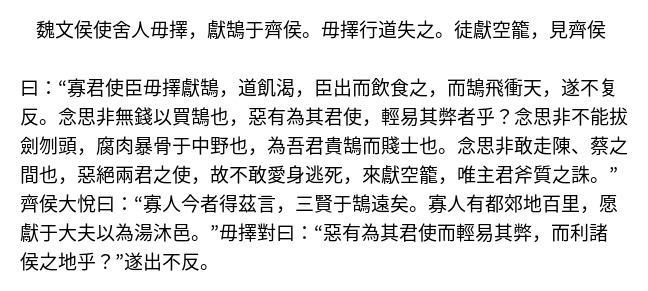 魏文侯使舍人毋擇，獻鵠于齊侯。毋擇行道失之。徒獻空籠，見齊侯
曰：“寡君使臣毋擇獻鵠，道飢渴，臣出而飲食之，而鵠飛衝天，遂不复
反。念思非無錢以買鵠也，惡有為其君使，輕易其弊者乎？念思非不能拔
劍刎頭，腐肉暴骨于中野也，為吾君貴鵠而賤士也。念思非敢走陳、蔡之
間也，惡絕兩君之使，故不敢愛身逃死，來獻空籠，唯主君斧質之誅。”
齊侯大悅曰：“寡人今者得茲言，三賢于鵠遠矣。寡人有都郊地百里，愿
獻于大夫以為湯沐邑。”毋擇對曰：“惡有為其君使而輕易其弊，而利諸
侯之地乎？”遂出不反。